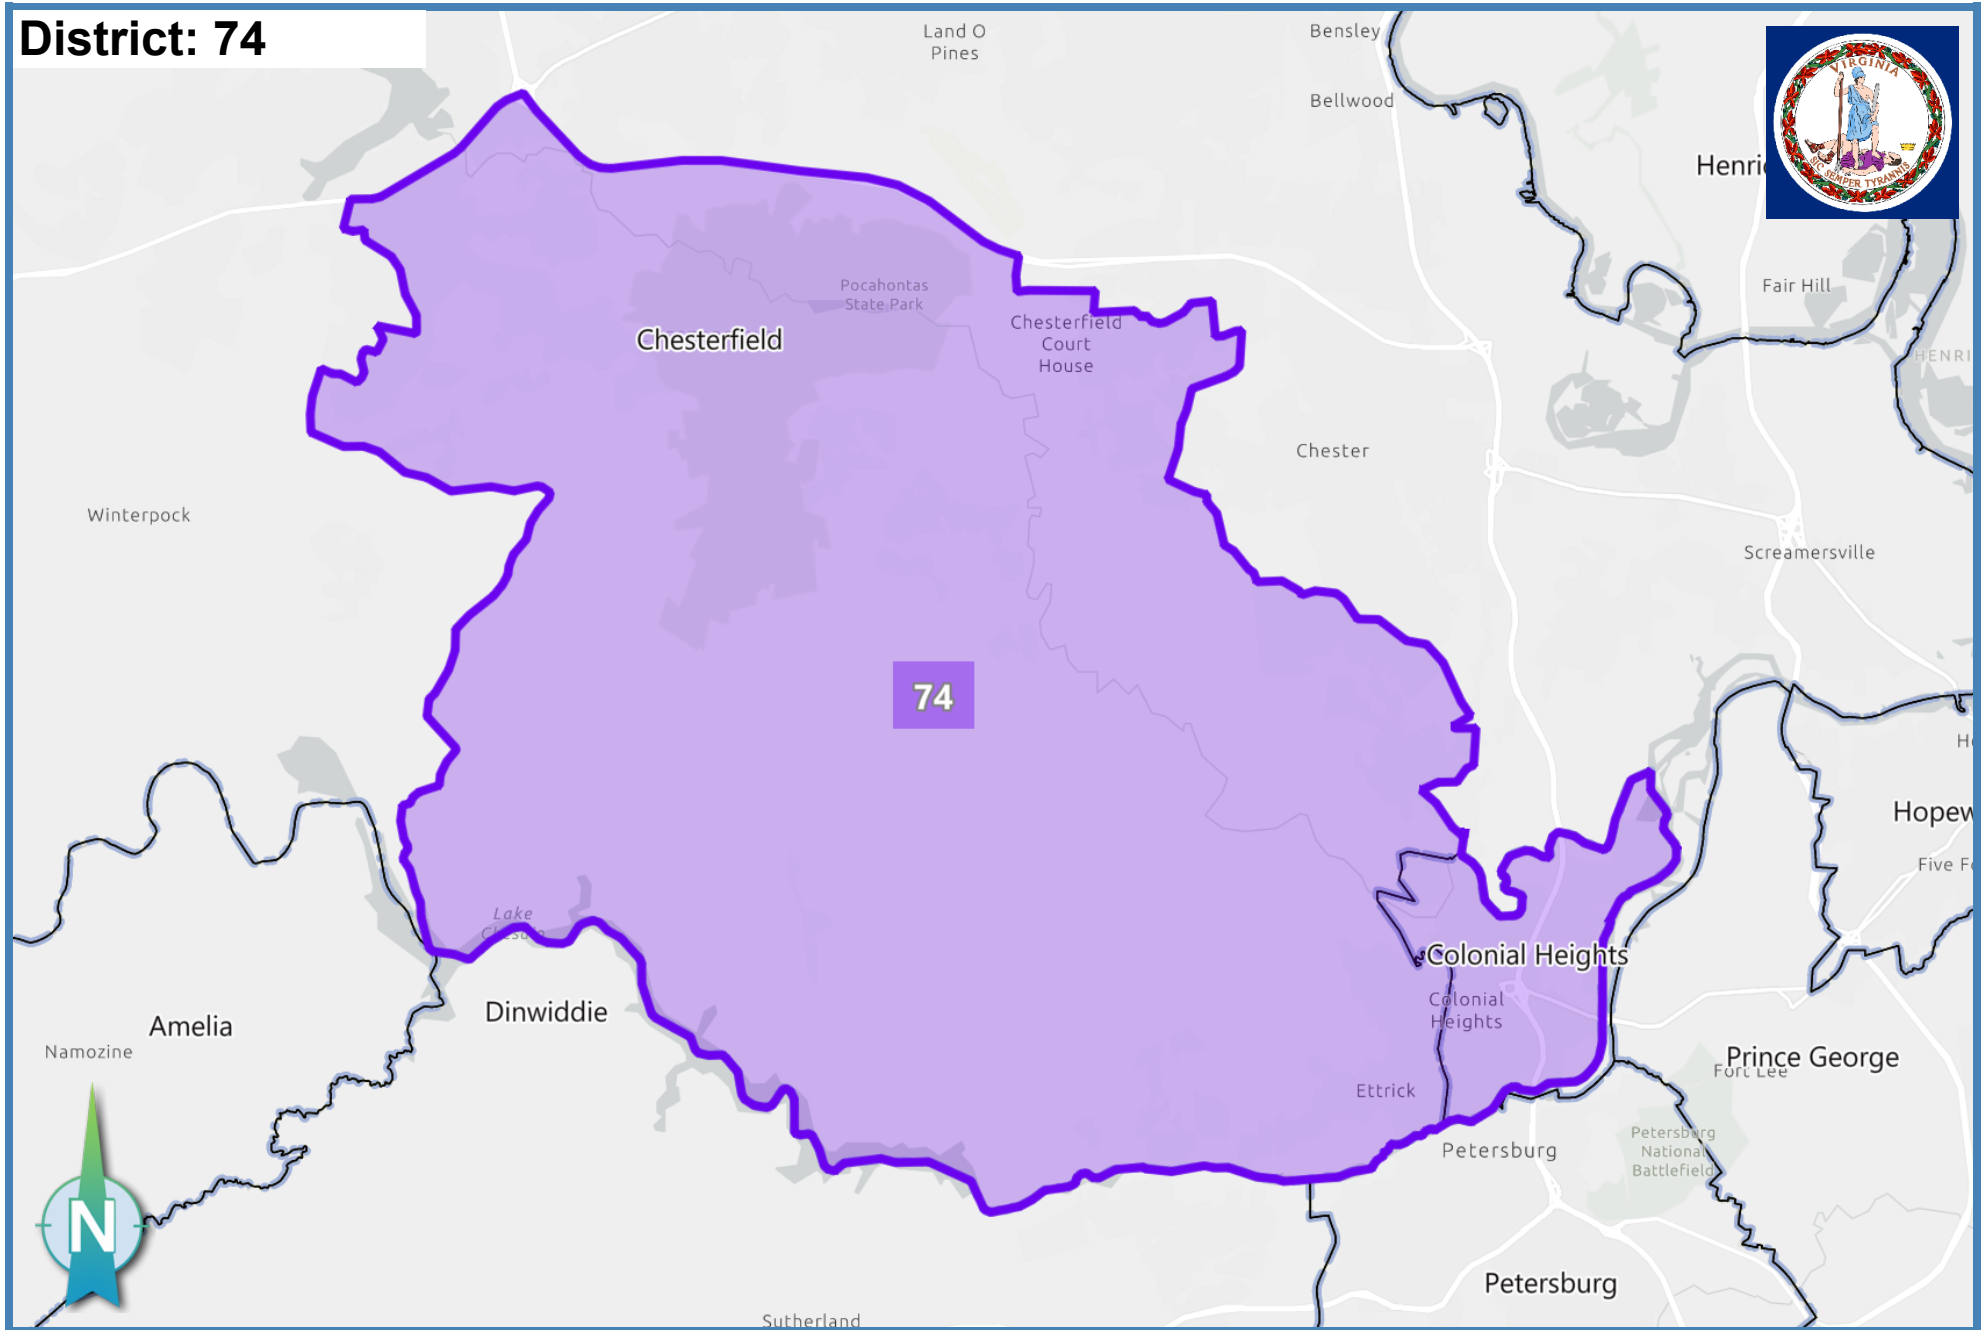 District: 74
Land O
Pines
Bensley
Bellwood
VIRGINIA
SIC SEMPER TYRANNIS
Henric
Fair Hill
HENRI
Pocahontas
State Park
Chesterfield
Court
House
Chesterfield
Chester
Winterpock
Screamersville
74
Hopew
Five F
Lake
Chesdin
Colonial Heights
Colonial
Heights
Dinwiddie
Amelia
Namozine
Prince George
Fort Lee
Ettrick
Petersburg
Petersburg
National
Battlefield
N
Petersburg
Sutherland